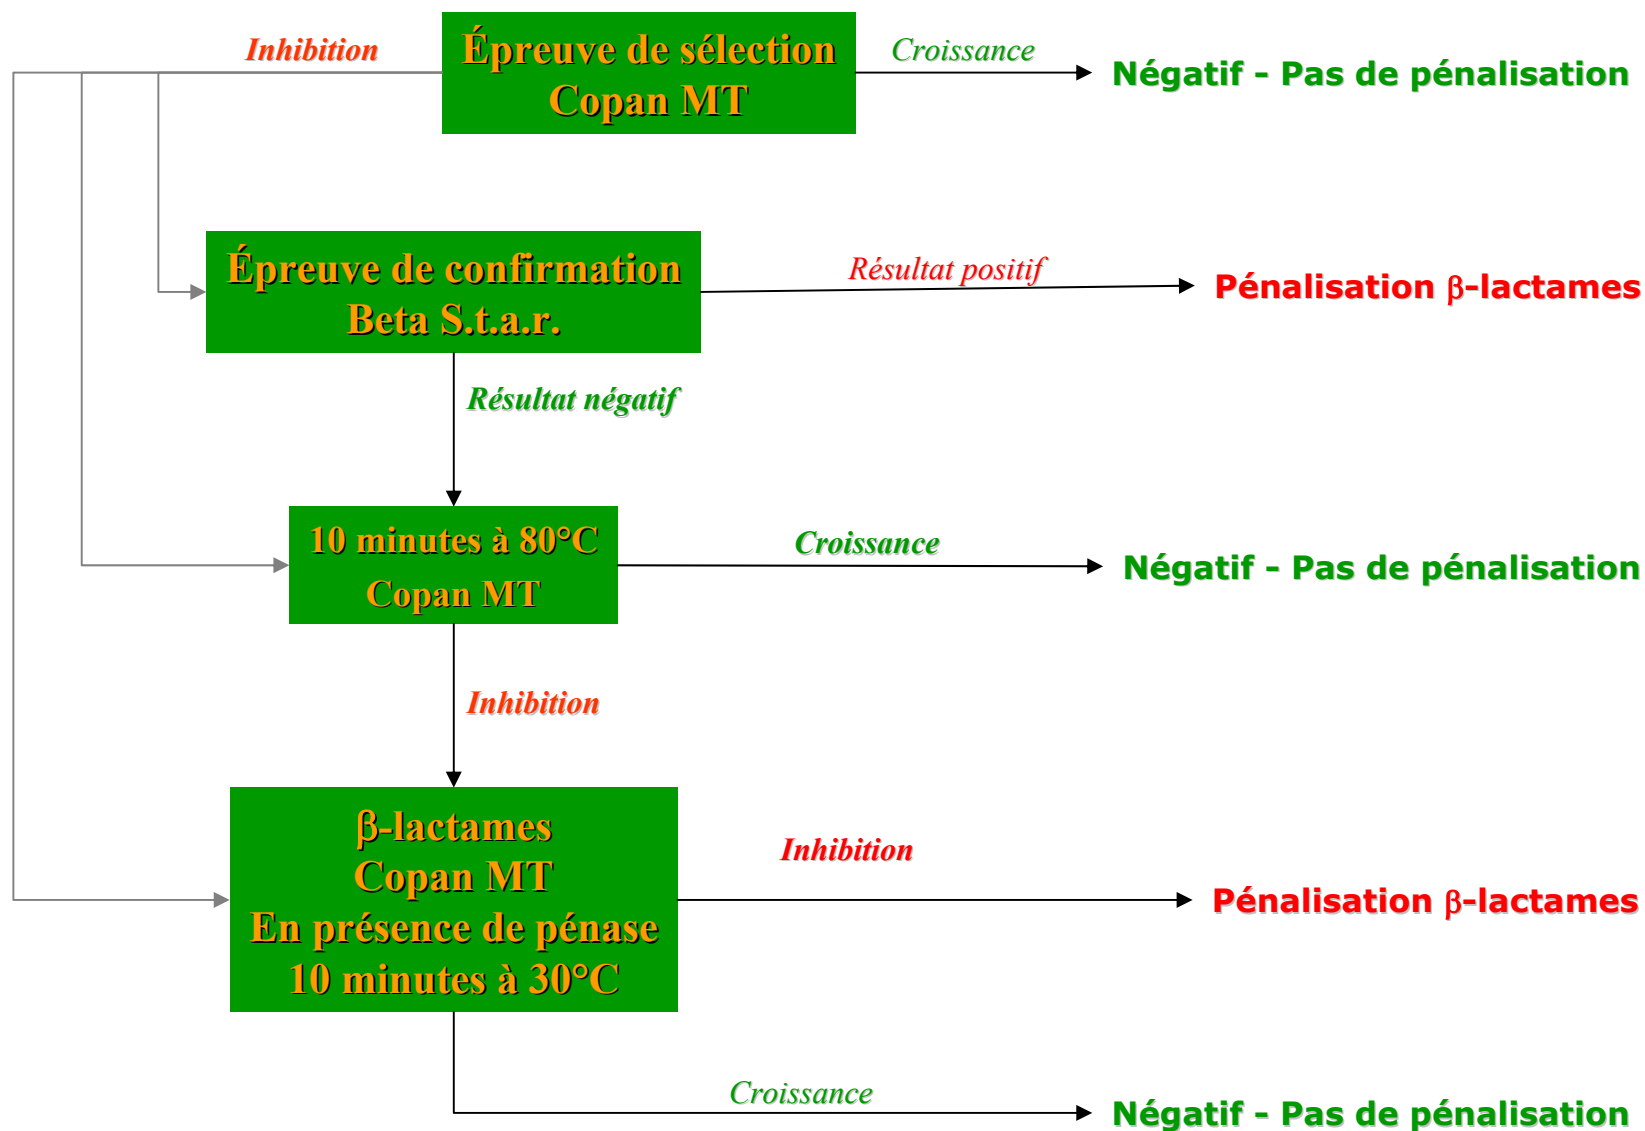 Inhibition
Épreuve de sélection
Copan MT
Croissance
Négatif - Pas de pénalisation
Épreuve de confirmation
Beta S.t.a.r.
Résultat positif
Pénalisation β-lactames
Résultat négatif
10 minutes à 80°C
Copan MT
Croissance
Négatif - Pas de pénalisation
Inhibition
β-lactames
Copan MT
En présence de pénase
10 minutes à 30°C
Inhibition
Pénalisation β-lactames
Croissance
Négatif - Pas de pénalisation